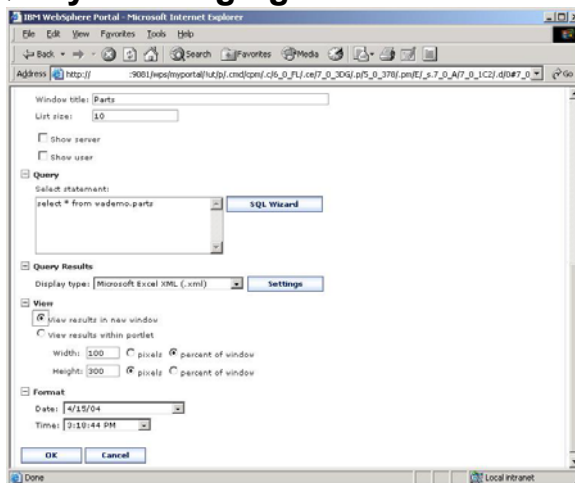 IBM WebSphere Portal - Microsoft Internet Explorer
File Edit View Favorites Tools Help
Back Search Favorites Media
Address http:// :9081/wps/myportal/!ut/p/.cmd/cpm/.c/6_0_FL/.ce/7_0_3DG/.p/5_0_370/.pm/E/_s.7_0_A/7_0_1C2/.d/0#7_0 Go
Window title: Parts
List size: 10
Show server
Show user
Query
Select statement:
select * from vademo.parts SQL Wizard
Query Results
Display type: Microsoft Excel XML (.xml) Settings
View
View results in new window
View results within portlet
Width: 100 pixels percent of window
Height: 300 pixels percent of window
Format
Date: 4/15/04
Time: 3:18:44 PM
OK Cancel
Done Local intranet